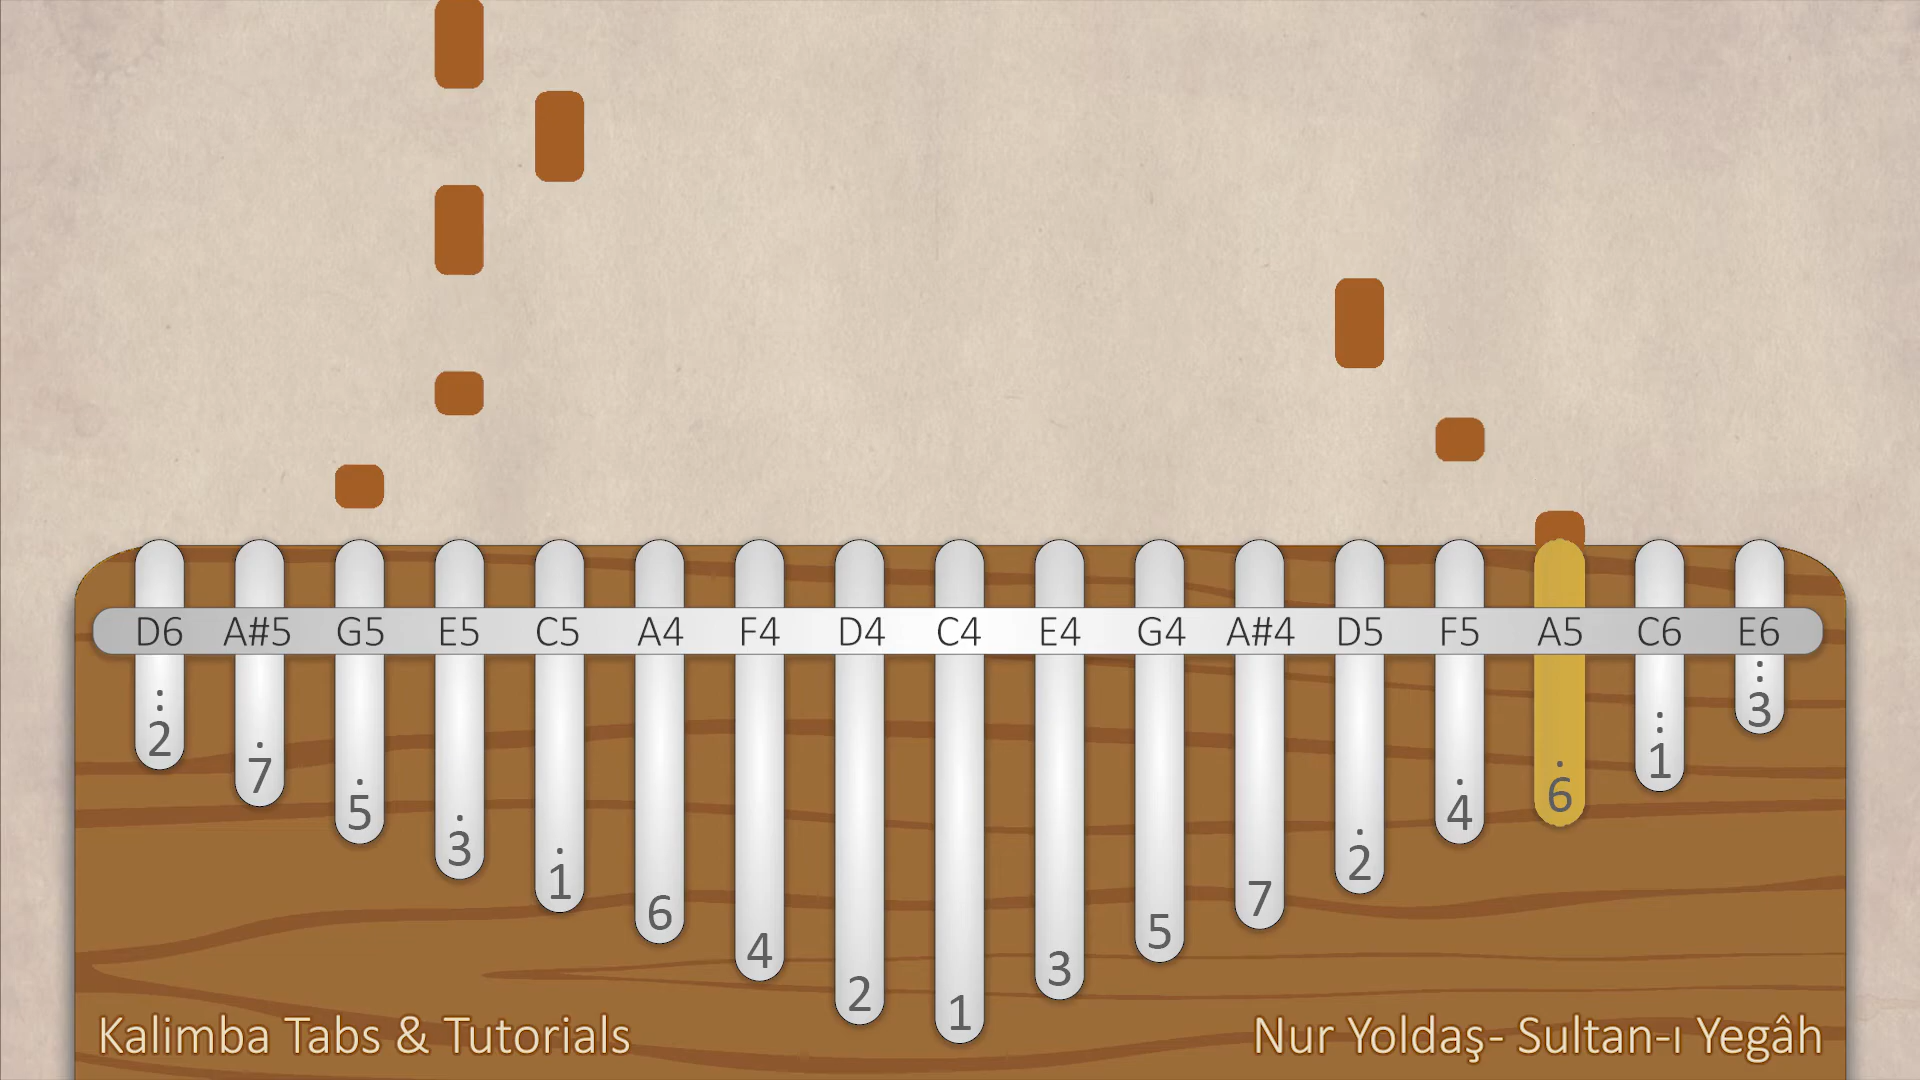 D6 A#5 G5 E5 C5 A4 F4 D4 C4 E4 G4 A#4 D5 F5 A5 C6 E6
2 7 5 3 1 6 4 2 1 3 5 7 2 4 6 1 3
Kalimba Tabs & Tutorials
Nur Yoldaş- Sultan-ı Yegâh